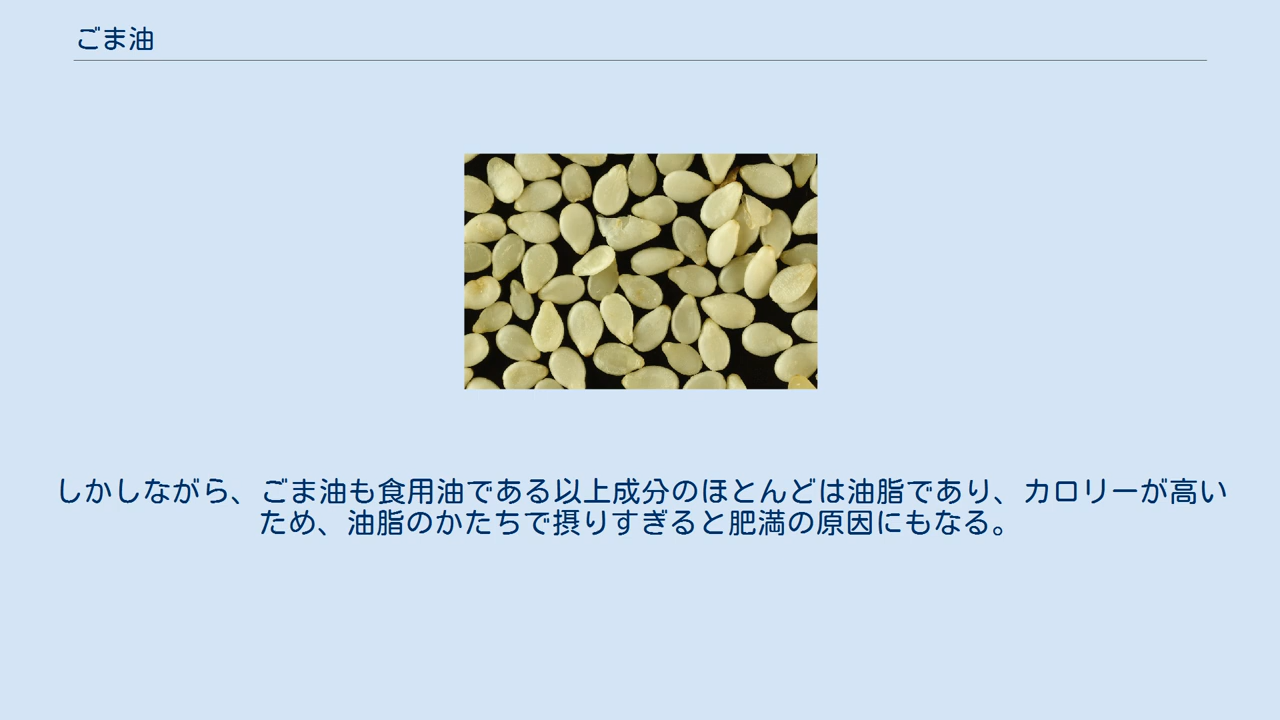 ごま油
しかしながら、ごま油も食用油である以上成分のほとんどは油脂であり、カロリーが高い
ため、油脂のかたちで摂りすぎると肥満の原因にもなる。